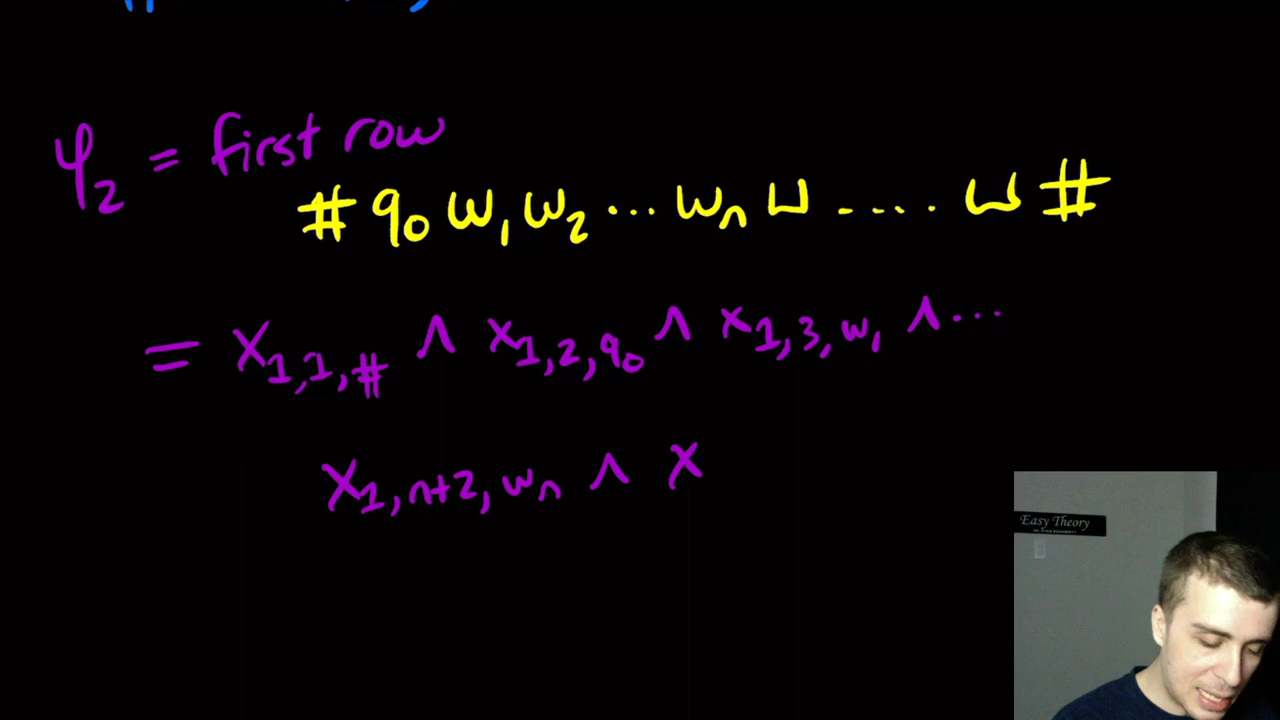 φ₂ = first row
# q₀ w₁ w₂ ... wₙ ⊔ .... ⊔ #
= x₁,₁,# ∧ x₁,₂,q₀ ∧ x₁,₃,w₁ ∧ ...
x₁,ₙ₊₂,wₙ ∧ x
Easy Theory